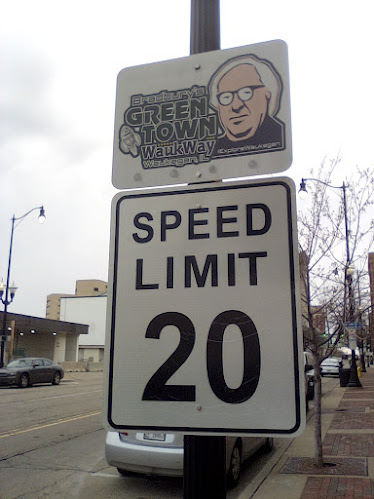 Bradbury's
GREEN
TOWN
WaukWay
Waukegan, IL
#ExploreWaukegan
SPEED
LIMIT
20